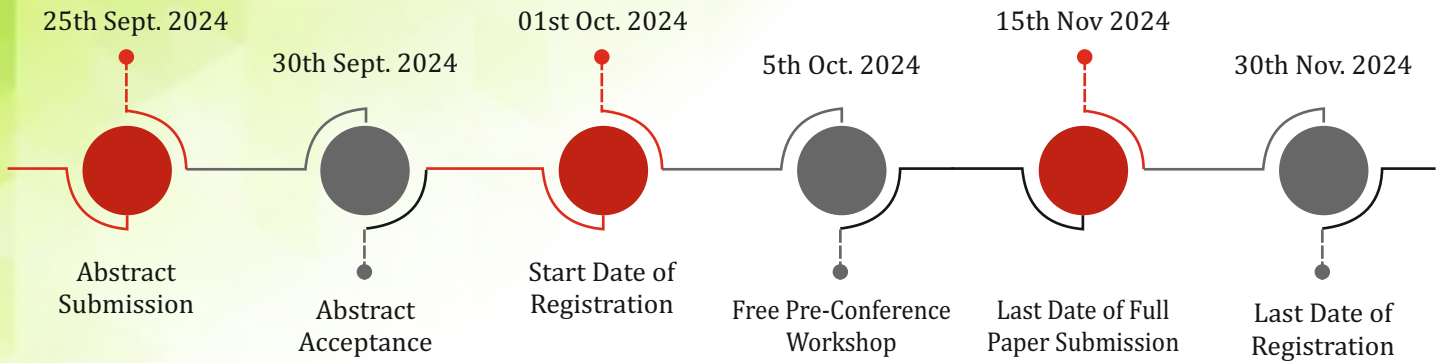 25th Sept. 2024
30th Sept. 2024
01st Oct. 2024
5th Oct. 2024
15th Nov 2024
30th Nov. 2024
Abstract
Submission
Abstract
Acceptance
Start Date of
Registration
Free Pre-Conference
Workshop
Last Date of Full
Paper Submission
Last Date of
Registration